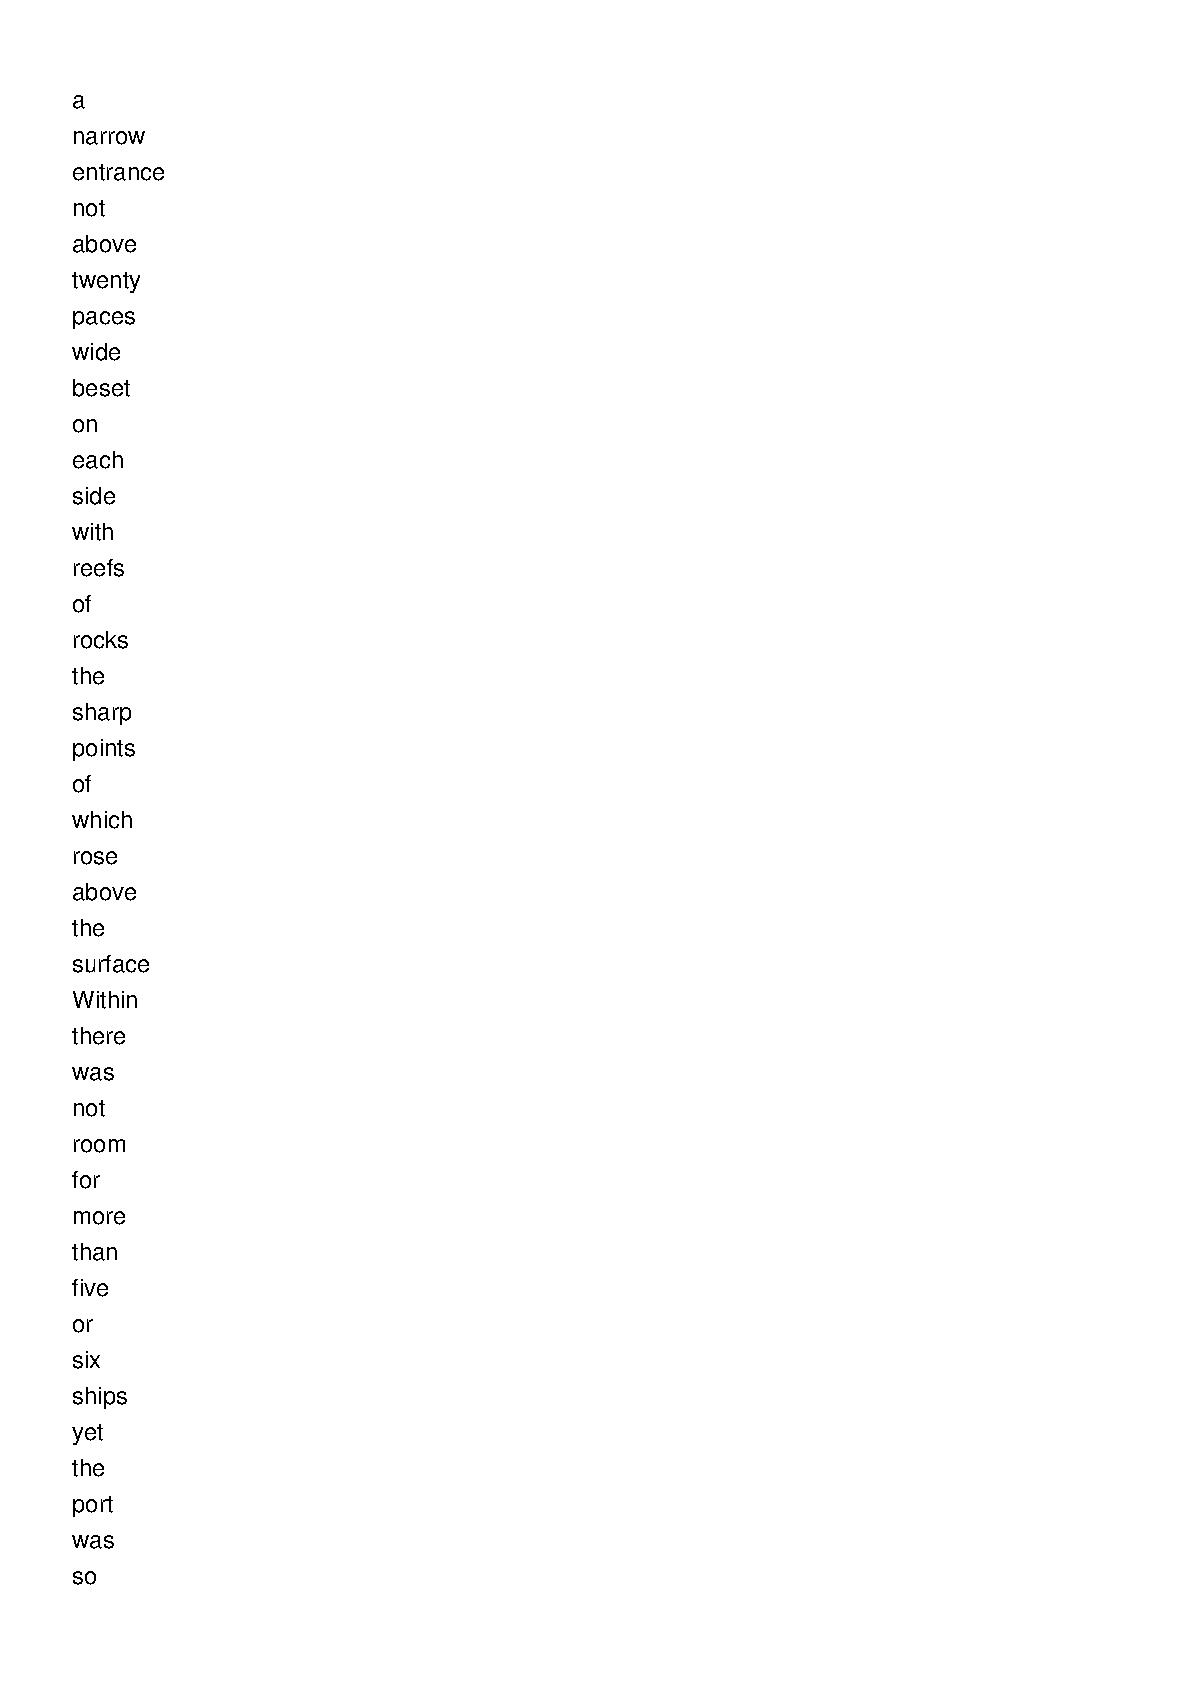 a
narrow
entrance
not
above
twenty
paces
wide
beset
on
each
side
with
reefs
of
rocks
the
sharp
points
of
which
rose
above
the
surface
Within
there
was
not
room
for
more
than
five
or
six
ships
yet
the
port
was
so